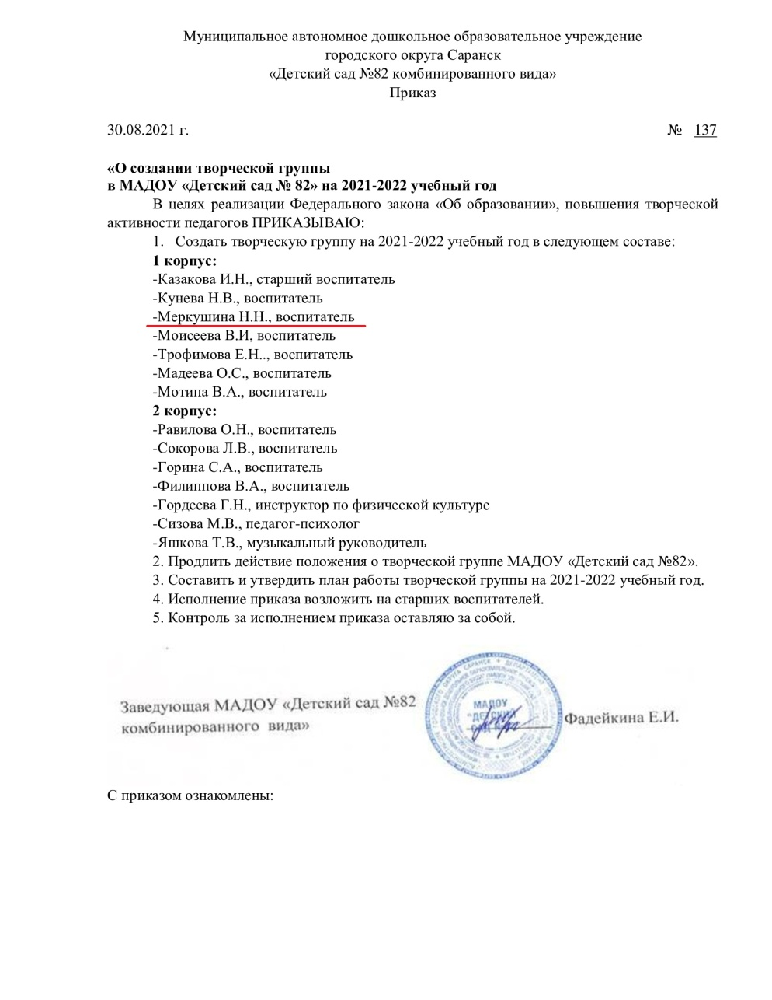 Муниципальное автономное дошкольное образовательное учреждение
городского округа Саранск
«Детский сад №82 комбинированного вида»
Приказ
30.08.2021 г. № 137
«О создании творческой группы
в МАДОУ «Детский сад № 82» на 2021-2022 учебный год
В целях реализации Федерального закона «Об образовании», повышения творческой
активности педагогов ПРИКАЗЫВАЮ:
1. Создать творческую группу на 2021-2022 учебный год в следующем составе:
1 корпус:
-Казакова И.Н., старший воспитатель
-Кунева Н.В., воспитатель
-Меркушина Н.Н., воспитатель
-Моисеева В.И, воспитатель
-Трофимова Е.Н.., воспитатель
-Мадеева О.С., воспитатель
-Мотина В.А., воспитатель
2 корпус:
-Равилова О.Н., воспитатель
-Сокорова Л.В., воспитатель
-Горина С.А., воспитатель
-Филиппова В.А., воспитатель
-Гордеева Г.Н., инструктор по физической культуре
-Сизова М.В., педагог-психолог
-Яшкова Т.В., музыкальный руководитель
2. Продлить действие положения о творческой группе МАДОУ «Детский сад №82».
3. Составить и утвердить план работы творческой группы на 2021-2022 учебный год.
4. Исполнение приказа возложить на старших воспитателей.
5. Контроль за исполнением приказа оставляю за собой.
Заведующая МАДОУ «Детский сад №82
комбинированного вида»
МАДОУ
"ДЕТСКИЙ
Фадейкина Е.И.
С приказом ознакомлены: